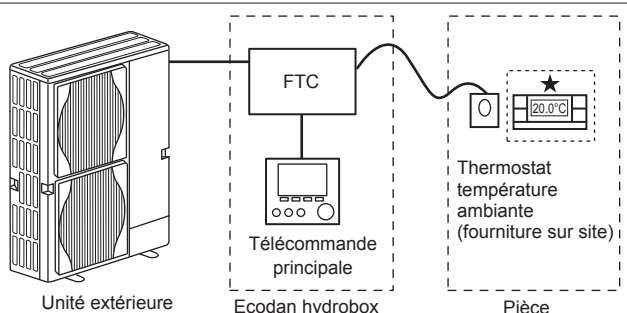 FTC
20.0°C
Thermostat
température
ambiante
(fourniture sur site)
Télécommande
principale
Unité extérieure
Ecodan hydrobox
Pièce